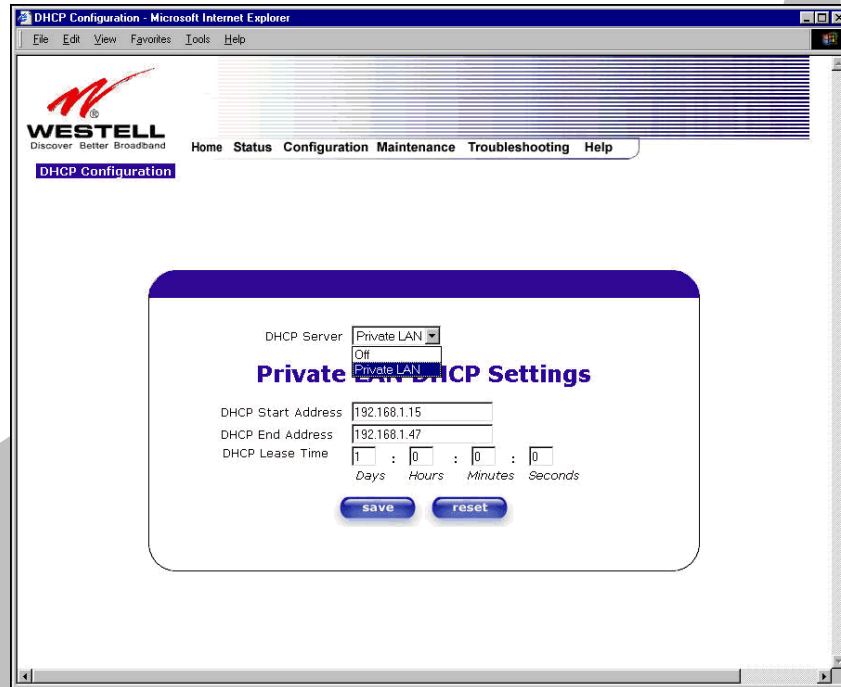 DHCP Configuration - Microsoft Internet Explorer
File Edit View Favorites Tools Help
®
WESTELL
Discover Better Broadband
Home Status Configuration Maintenance Troubleshooting Help
DHCP Configuration
DHCP Server Private LAN
Off
Private LAN
Private LAN DHCP Settings
DHCP Start Address 192.168.1.15
DHCP End Address 192.168.1.47
DHCP Lease Time 1 : 0 : 0 : 0
Days Hours Minutes Seconds
save reset